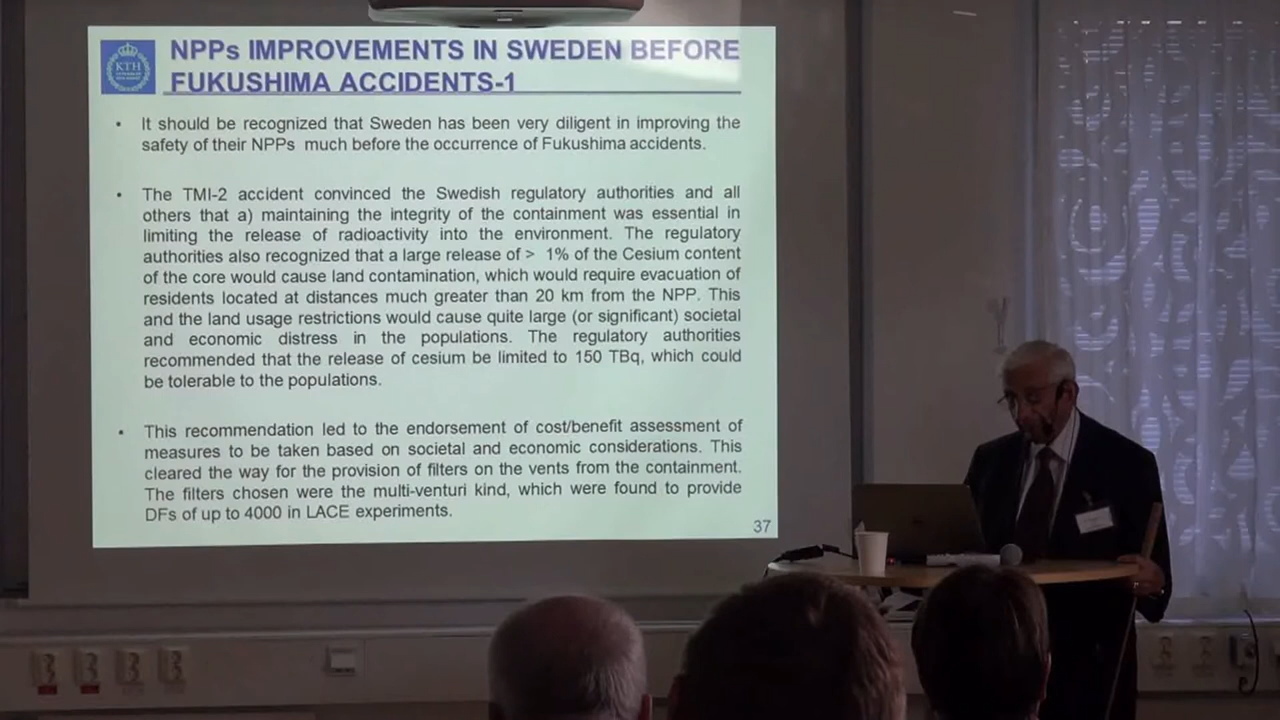 KTH
NPPs IMPROVEMENTS IN SWEDEN BEFORE
FUKUSHIMA ACCIDENTS-1
• It should be recognized that Sweden has been very diligent in improving the
safety of their NPPs much before the occurrence of Fukushima accidents.
• The TMI-2 accident convinced the Swedish regulatory authorities and all
others that a) maintaining the integrity of the containment was essential in
limiting the release of radioactivity into the environment. The regulatory
authorities also recognized that a large release of > 1% of the Cesium content
of the core would cause land contamination, which would require evacuation of
residents located at distances much greater than 20 km from the NPP. This
and the land usage restrictions would cause quite large (or significant) societal
and economic distress in the populations. The regulatory authorities
recommended that the release of cesium be limited to 150 TBq, which could
be tolerable to the populations.
• This recommendation led to the endorsement of cost/benefit assessment of
measures to be taken based on societal and economic considerations. This
cleared the way for the provision of filters on the vents from the containment.
The filters chosen were the multi-venturi kind, which were found to provide
DFs of up to 4000 in LACE experiments.
37